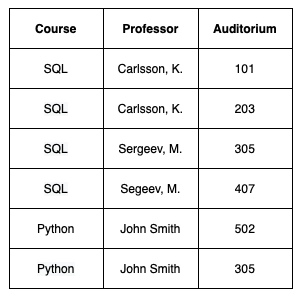 Course Professor Auditorium
SQL Carlsson, K. 101
SQL Carlsson, K. 203
SQL Sergeev, M. 305
SQL Segeev, M. 407
Python John Smith 502
Python John Smith 305